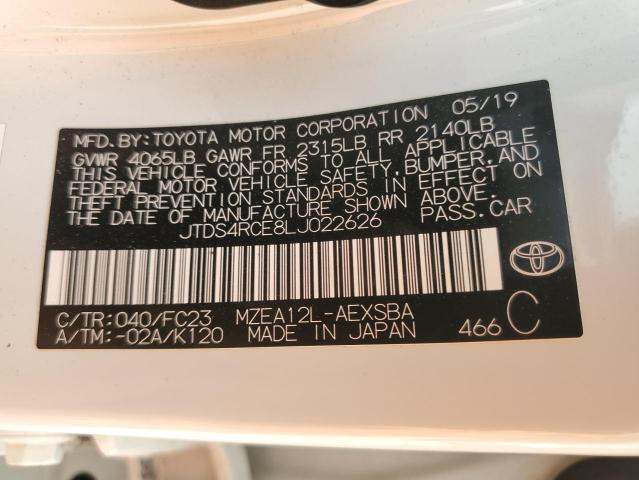 05/19
MFD. BY: TOYOTA MOTOR CORPORATION
GVWR 4065LB GAWR FR 2315LB RR 2140LB
THIS VEHICLE CONFORMS TO ALL APPLICABLE
FEDERAL MOTOR VEHICLE SAFETY, BUMPER, AND
THEFT PREVENTION STANDARDS IN EFFECT ON
THE DATE OF MANUFACTURE SHOWN ABOVE.
JTDS4RCE8LJ022626 PASS. CAR
C/TR: 040/FC23 MZEA12L-AEXSBA
A/TM: -02A/K120 MADE IN JAPAN 466 C